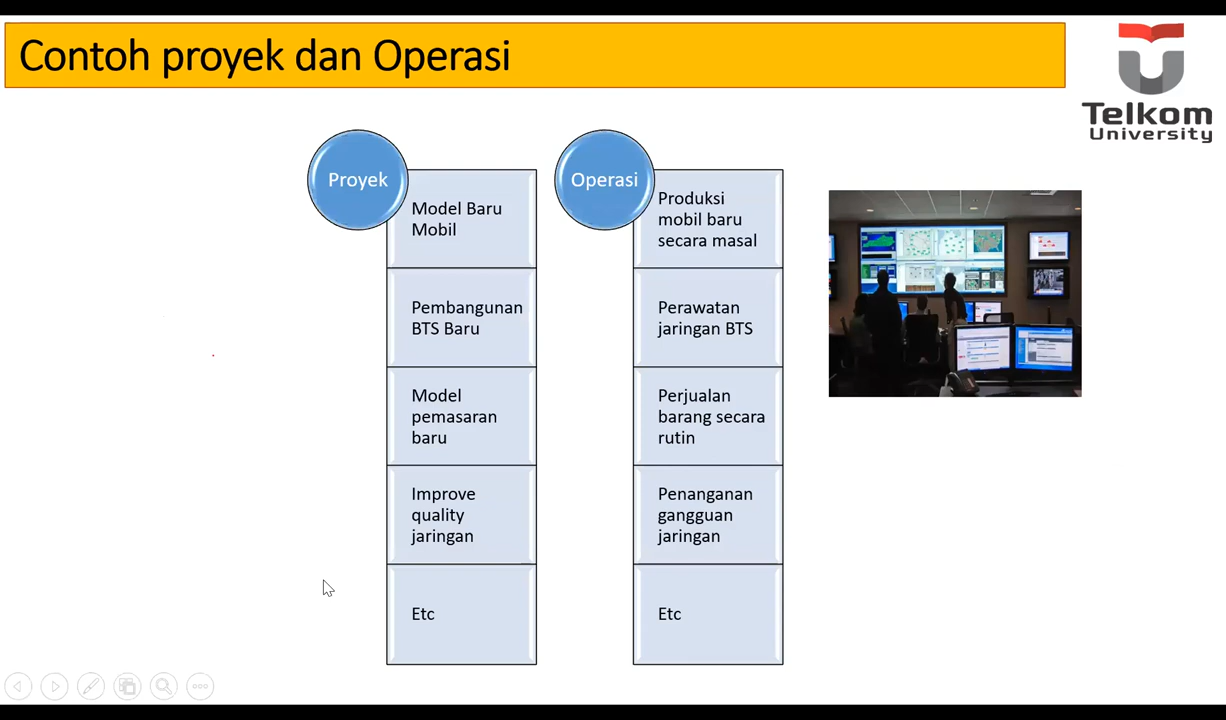 Contoh proyek dan Operasi
Telkom
University
Proyek
Model Baru
Mobil
Pembangunan
BTS Baru
Model
pemasaran
baru
Improve
quality
jaringan
Etc
Operasi
Produksi
mobil baru
secara masal
Perawatan
jaringan BTS
Perjualan
barang secara
rutin
Penanganan
gangguan
jaringan
Etc